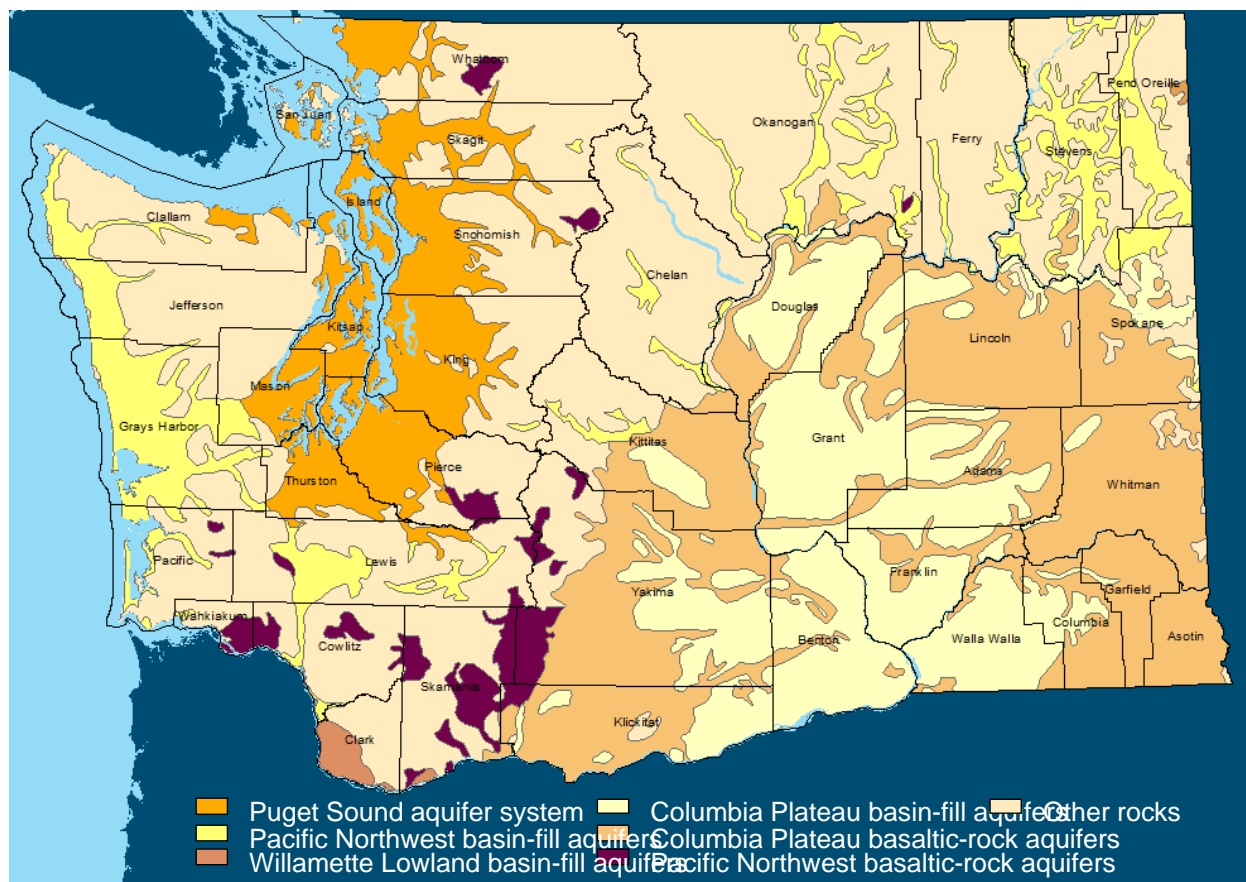 Whatcom
San Juan
Pend Oreille
Okanogan
Skagit
Ferry
Stevens
Island
Clallam
Snohomish
Chelan
Jefferson
Douglas
Kitsap
Spokane
Lincoln
King
Mason
Grays Harbor
Kittitas
Grant
Pierce
Adams
Thurston
Whitman
Pacific
Lewis
Franklin
Yakima
Garfield
Wahkiakum
Columbia
Cowlitz
Benton
Walla Walla
Asotin
Skamania
Klickitat
Clark
Puget Sound aquifer system
Columbia Plateau basin-fill aquifers
Other rocks
Pacific Northwest basin-fill aquifers
Columbia Plateau basaltic-rock aquifers
Willamette Lowland basin-fill aquifers
Pacific Northwest basaltic-rock aquifers